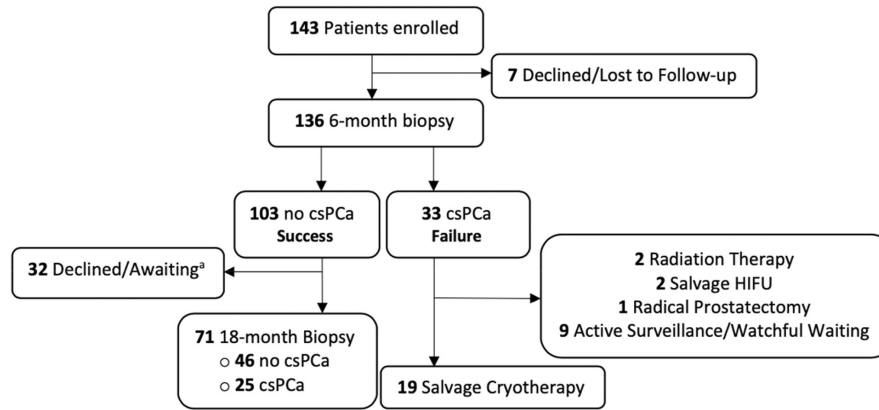 143 Patients enrolled
7 Declined/Lost to Follow-up
136 6-month biopsy
103 no csPCa
Success
33 csPCa
Failure
32 Declined/Awaitingᵃ
2 Radiation Therapy
2 Salvage HIFU
1 Radical Prostatectomy
9 Active Surveillance/Watchful Waiting
71 18-month Biopsy
○ 46 no csPCa
○ 25 csPCa
19 Salvage Cryotherapy